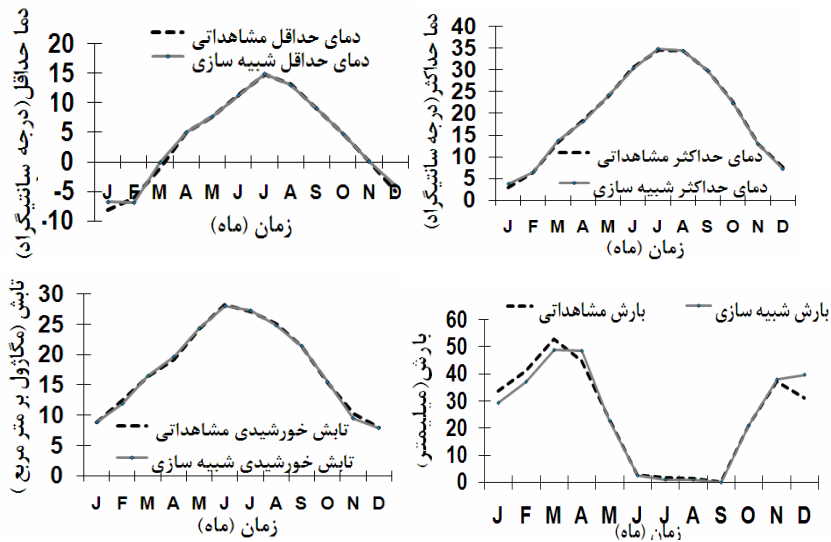 دمای حداقل مشاهداتی
دمای حداقل شبیه سازی
دما حداقل(درجه سانتیگراد)
20
15
10
5
0
-5
-10
J F M A M J J A S O N D
زمان (ماه)
دما حداکثر(درجه سانتیگراد)
40
35
30
25
20
15
10
5
0
دمای حداکثر مشاهداتی
دمای حداکثر شبیه سازی
J F M A M J J A S O N D
زمان (ماه)
تابش (مگاژول بر متر مربع )
30
25
20
15
10
5
0
تابش خورشیدی مشاهداتی
تابش خورشیدی شبیه سازی
J F M A M J J A S O N D
زمان (ماه)
بارش مشاهداتی
بارش شبیه سازی
بارش(میلیمتر)
60
50
40
30
20
10
0
J F M A M J J A S O N D
زمان (ماه)